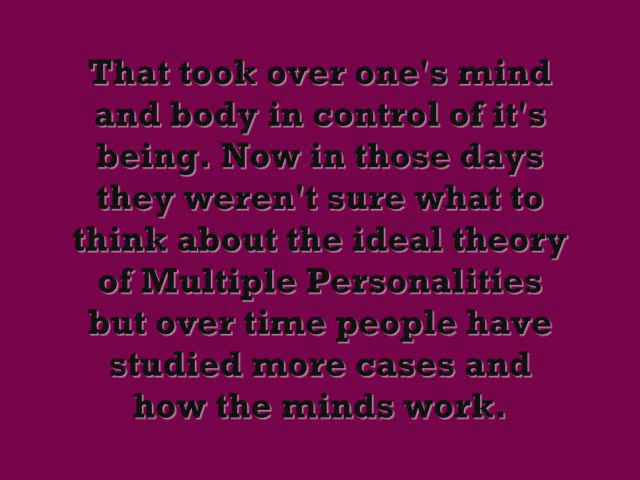 That took over one's mind
and body in control of it's
being. Now in those days
they weren't sure what to
think about the ideal theory
of Multiple Personalities
but over time people have
studied more cases and
how the minds work.